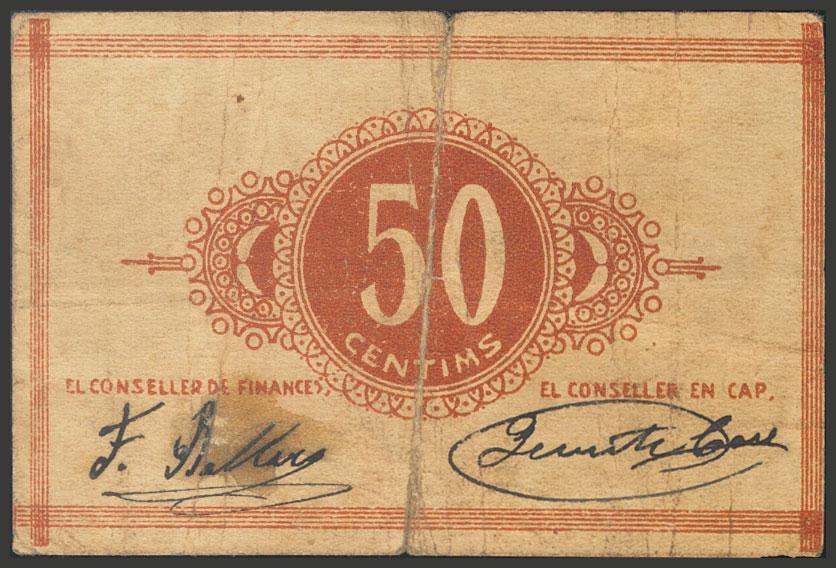 50
CENTIMS
EL CONSELLER DE FINANCES,
EL CONSELLER EN CAP.
F.